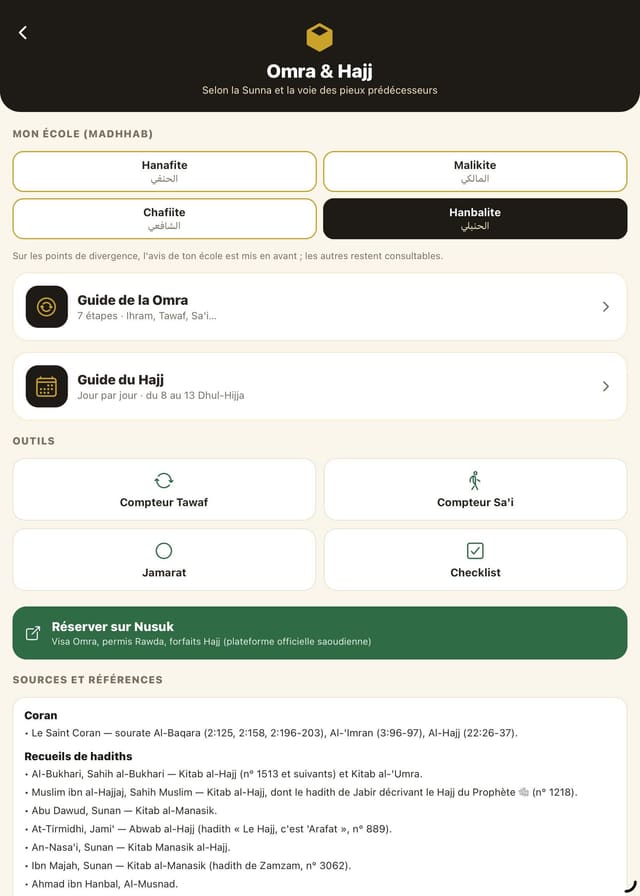 Omra & Hajj
Selon la Sunna et la voie des pieux prédécesseurs
MON ÉCOLE (MADHHAB)
Hanafite
الحنفي
Malikite
المالكي
Chafiite
الشافعي
Hanbalite
الحنبلي
Sur les points de divergence, l'avis de ton école est mis en avant ; les autres restent consultables.
Guide de la Omra
7 étapes · Ihram, Tawaf, Sa'i...
Guide du Hajj
Jour par jour · du 8 au 13 Dhul-Hijja
OUTILS
Compteur Tawaf
Compteur Sa'i
Jamarat
Checklist
Réserver sur Nusuk
Visa Omra, permis Rawda, forfaits Hajj (plateforme officielle saoudienne)
SOURCES ET RÉFÉRENCES
Coran
• Le Saint Coran — sourate Al-Baqara (2:125, 2:158, 2:196-203), Al-'Imran (3:96-97), Al-Hajj (22:26-37).
Recueils de hadiths
• Al-Bukhari, Sahih al-Bukhari — Kitab al-Hajj (n° 1513 et suivants) et Kitab al-'Umra.
• Muslim ibn al-Hajjaj, Sahih Muslim — Kitab al-Hajj, dont le hadith de Jabir décrivant le Hajj du Prophète ﷺ (n° 1218).
• Abu Dawud, Sunan — Kitab al-Manasik.
• At-Tirmidhi, Jami' — Abwab al-Hajj (hadith « Le Hajj, c'est 'Arafat », n° 889).
• An-Nasa'i, Sunan — Kitab Manasik al-Hajj.
• Ibn Majah, Sunan — Kitab al-Manasik (hadith de Zamzam, n° 3062).
• Ahmad ibn Hanbal, Al-Musnad.